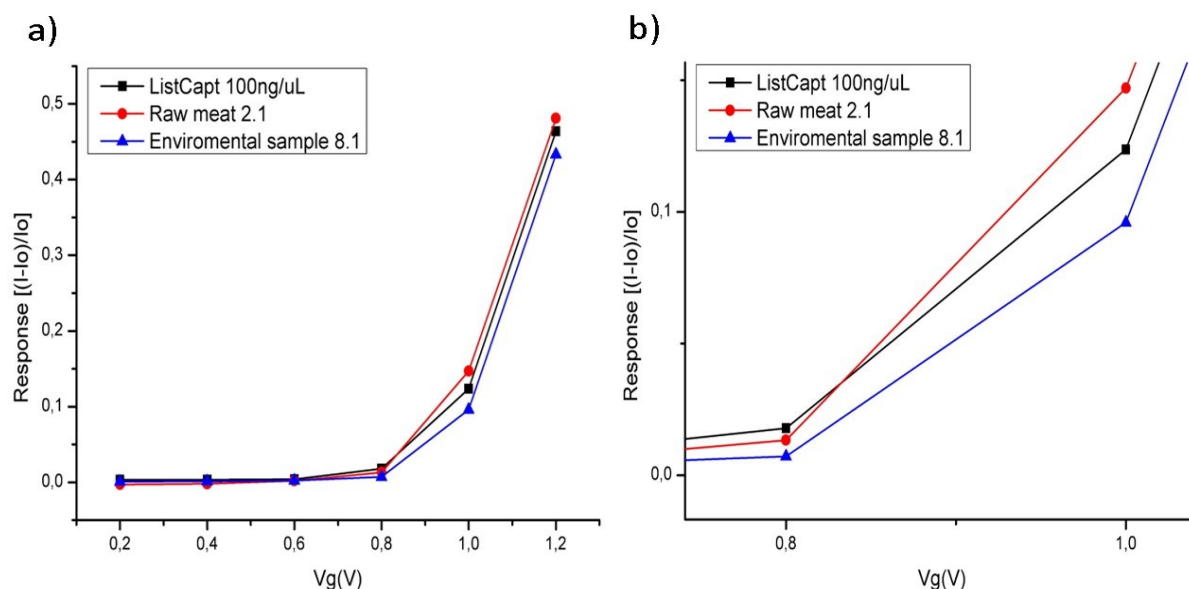 a)
ListCapt 100ng/uL
Raw meat 2.1
Enviromental sample 8.1
Response [(I-Io)/Io]
0,5
0,4
0,3
0,2
0,1
0,0
0,2 0,4 0,6 0,8 1,0 1,2
Vg(V)
b)
ListCapt 100ng/uL
Raw meat 2.1
Enviromental sample 8.1
Response [(I-Io)/Io]
0,1
0,0
0,8 1,0
Vg(V)